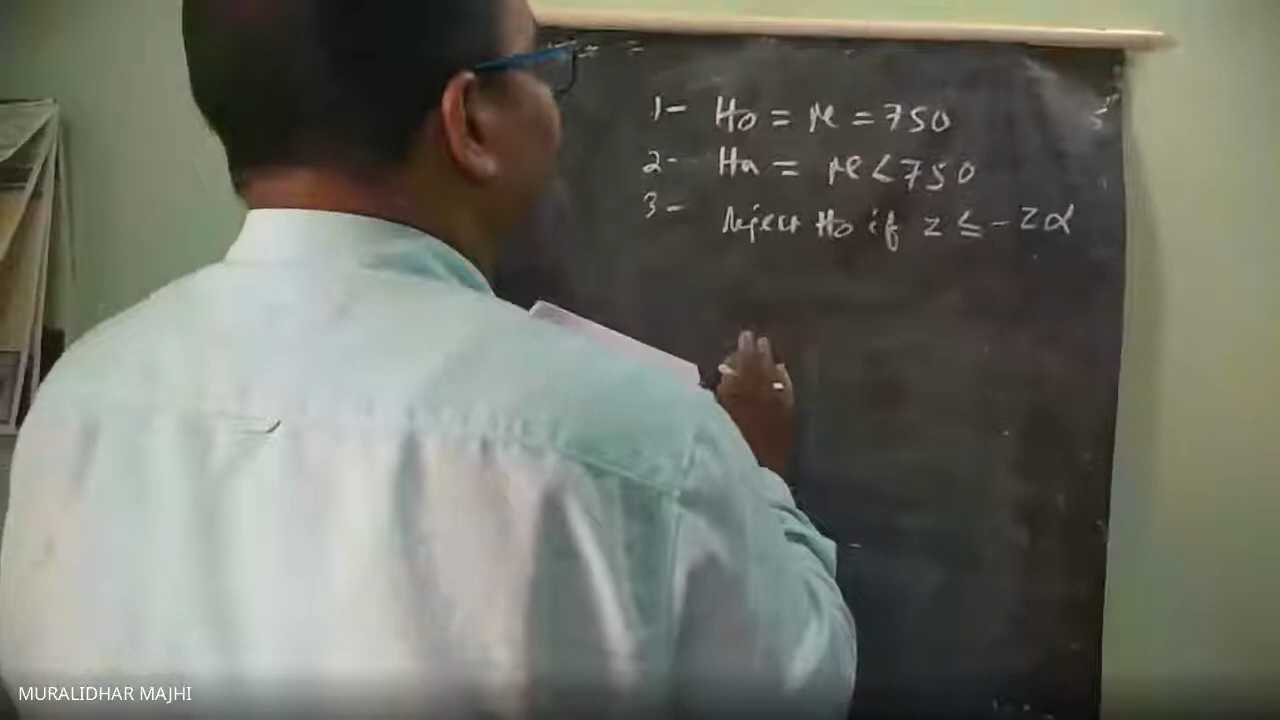 1- Ho = μ = 750
2- Ha = μ < 750
3- reject Ho if z ≤ - zα
MURALIDHAR MAJHI